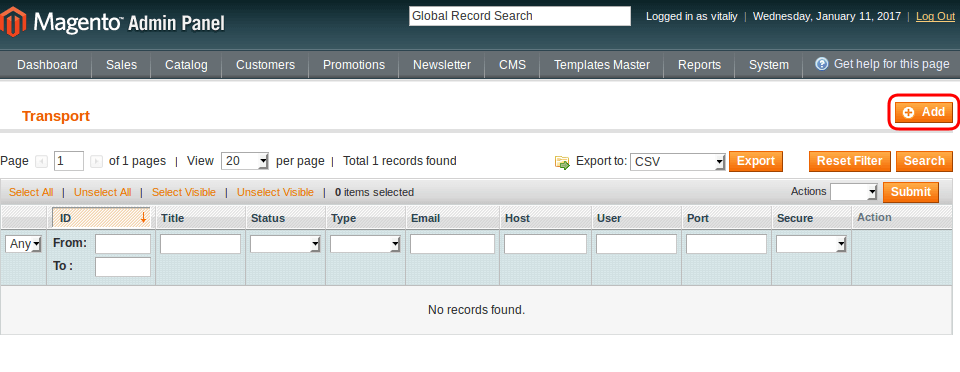 Magento™ Admin Panel
Global Record Search
Logged in as vitaliy | Wednesday, January 11, 2017 | Log Out
Dashboard Sales Catalog Customers Promotions Newsletter CMS Templates Master Reports System Get help for this page
Transport
Add
Page 1 of 1 pages | View 20 per page | Total 1 records found Export to: CSV Export Reset Filter Search
Select All | Unselect All | Select Visible | Unselect Visible | 0 items selected Actions Submit
ID Title Status Type Email Host User Port Secure Action
Any From:
To :
No records found.